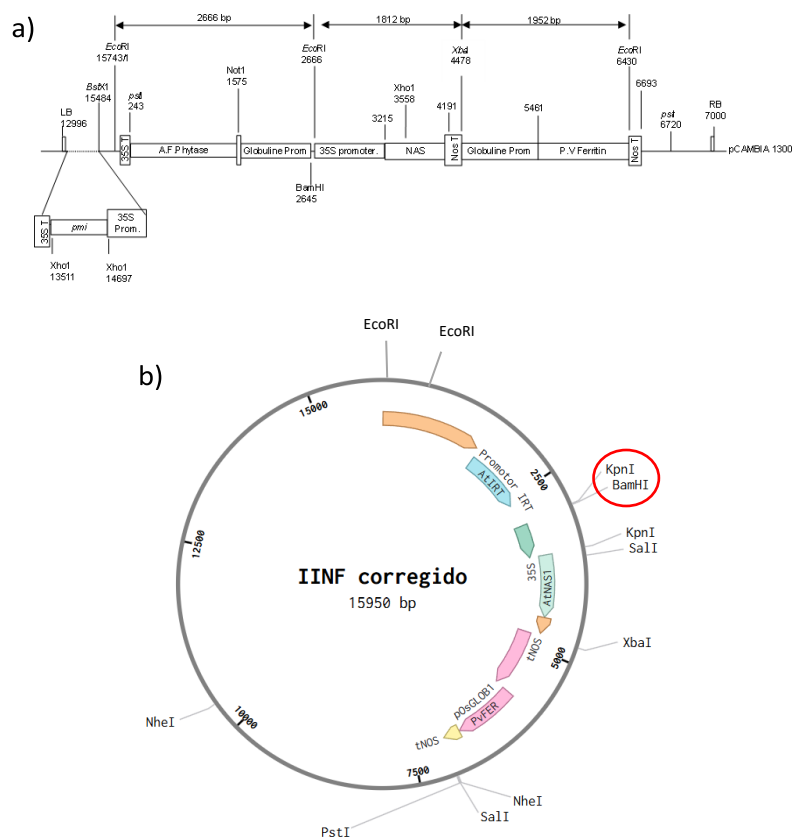 a)
2666 bp
1812 bp
1952 bp
EcoRI
15743/1
EcoRI
2666
XbaI
4478
EcoRI
6430
BstX1
15484
pstI
243
Not1
1575
Xho1
3558
4191
5461
6693
pstI
6720
RB
7000
LB
12996
3215
35S T
A.F Phytase
Globuline Prom
35S promoter.
NAS
Nos T
Globuline Prom
P.V Ferritin
Nos T
pCAMBIA 1300
BamHI
2645
35S T
pmi
35S
Prom.
Xho1
13511
Xho1
14697
b)
EcoRI
EcoRI
15000
2500
KpnI
BamHI
Promotor IRT
AtIRT
12500
KpnI
SalI
35S
AtNAS1
IINF corregido
15950 bp
tNOS
XbaI
5000
pOsGLOB1
PvFER
tNOS
NheI
10000
7500
NheI
SalI
PstI